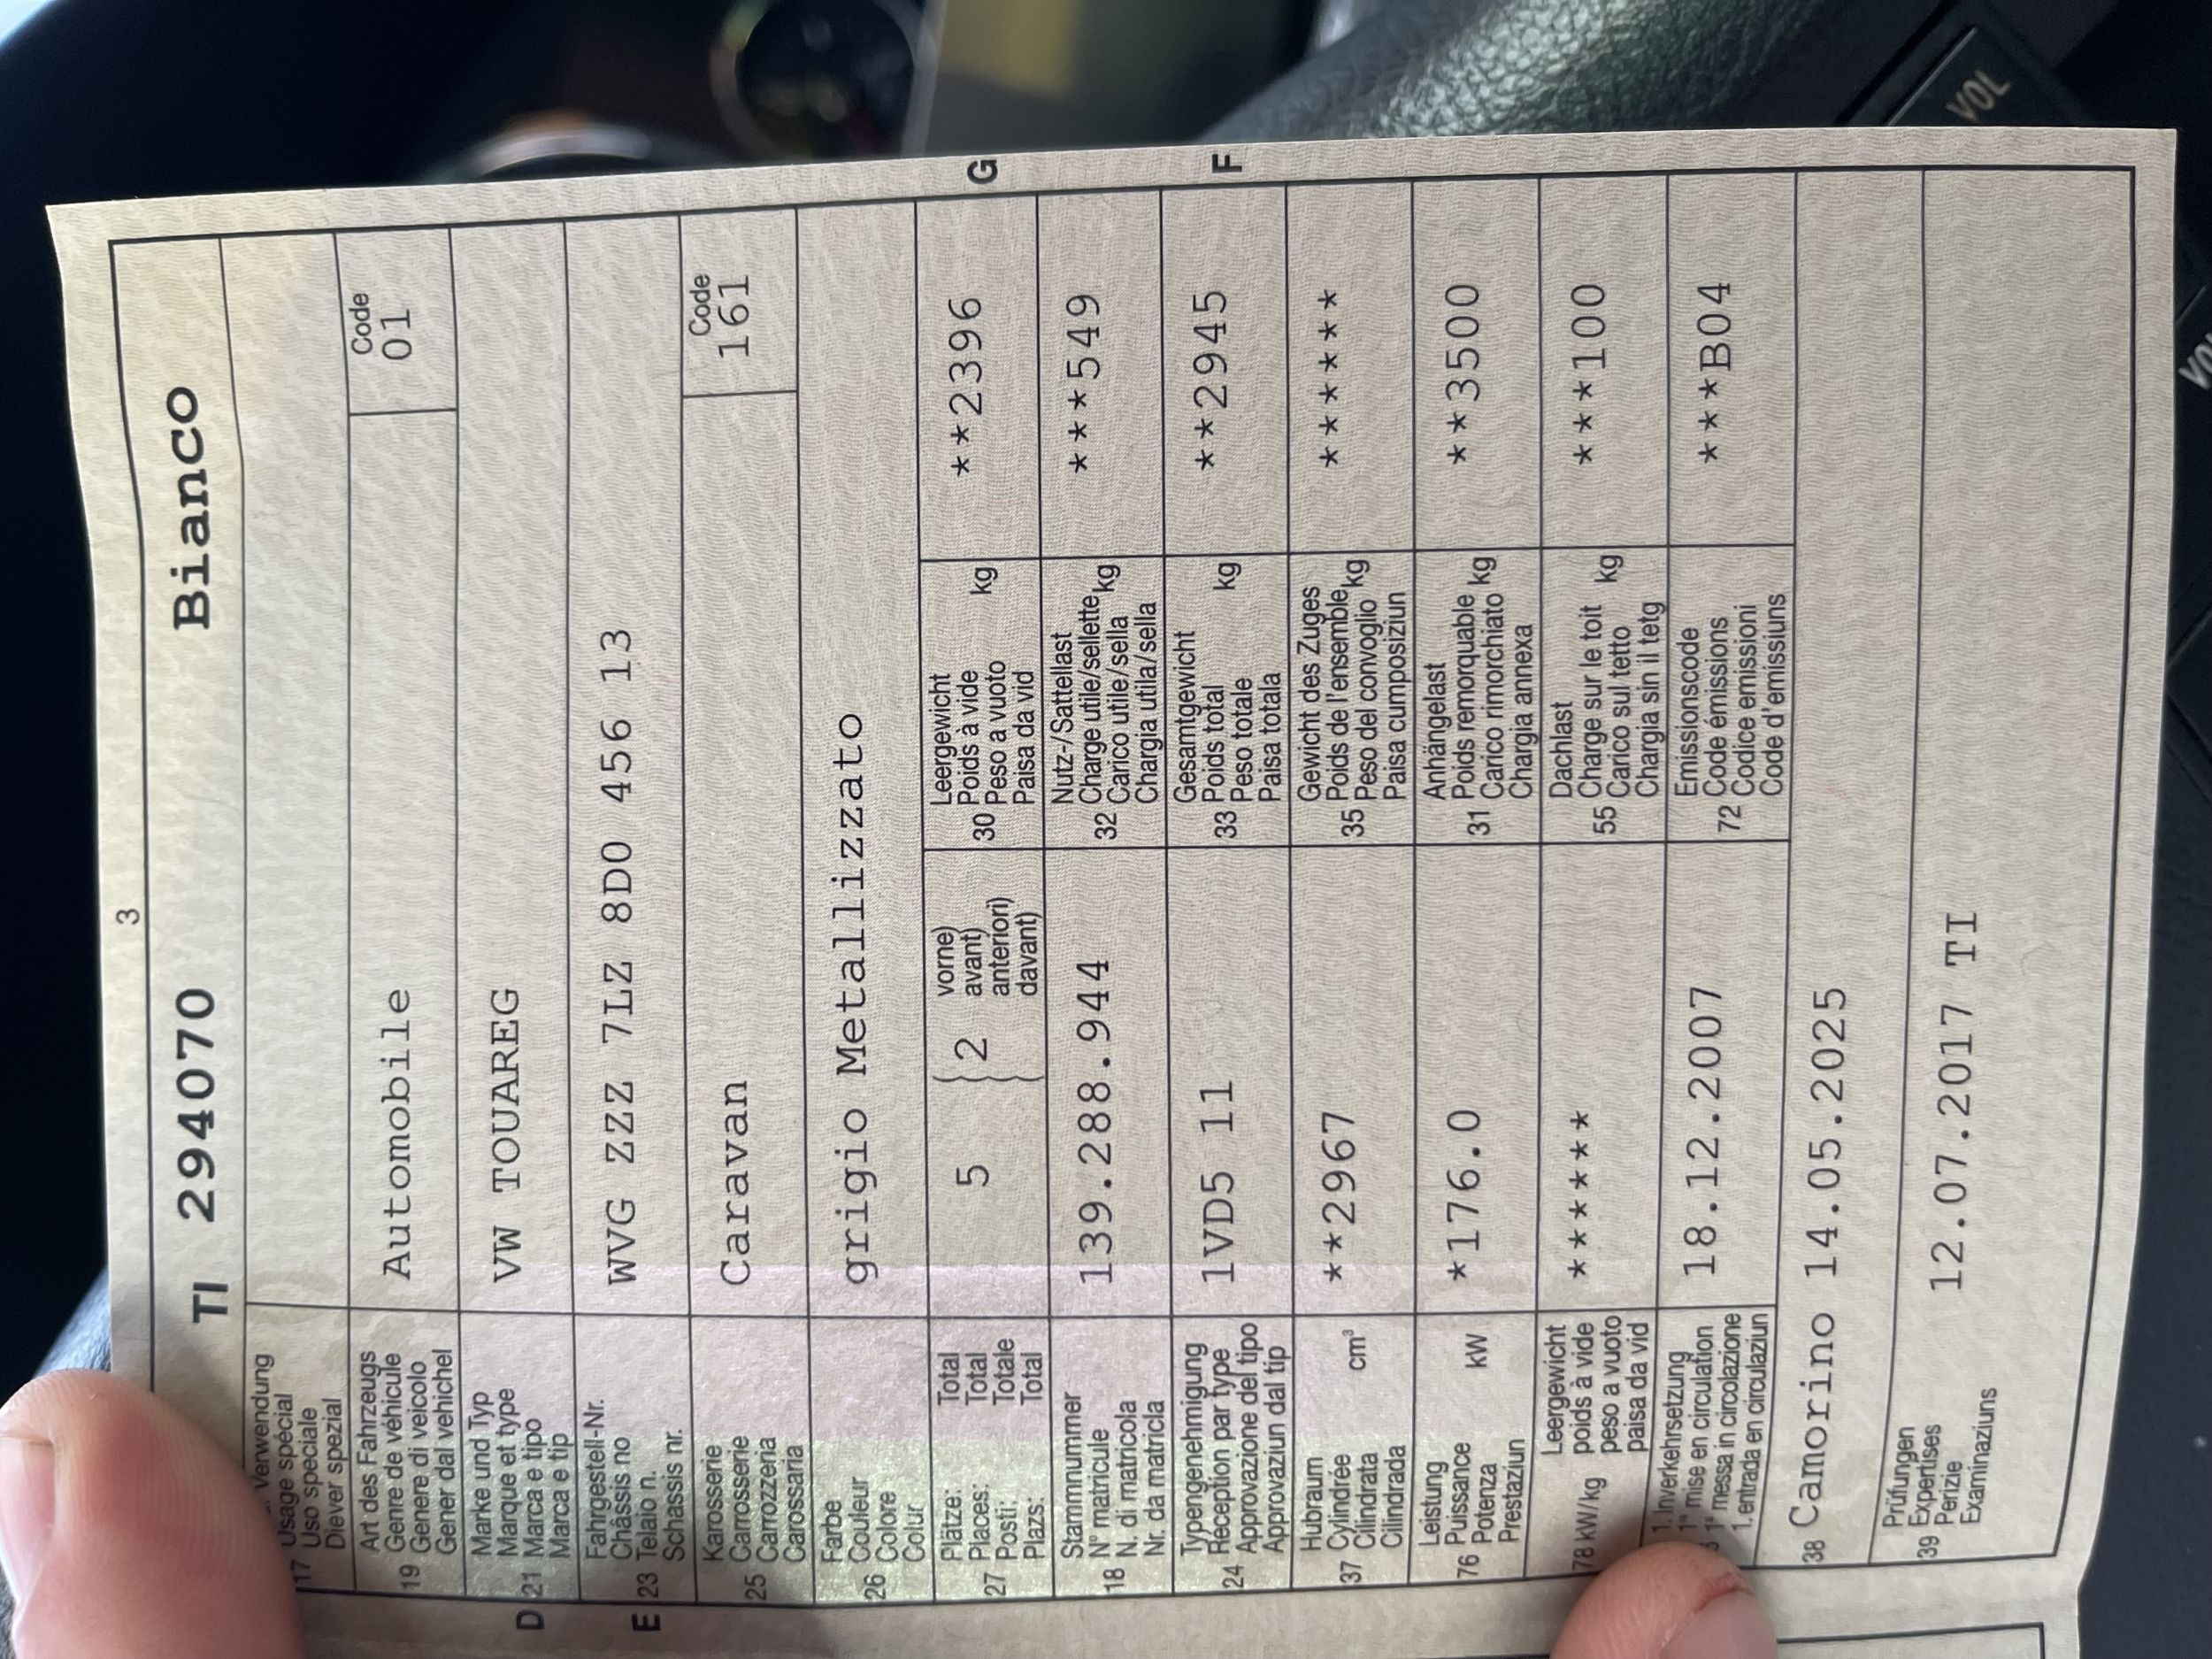 3
TI 294070 Bianco
Verwendung
17 Usage spécial
Uso speciale
Diever spezial
Art des Fahrzeugs
Genre de véhicule
19 Genere di veicolo
Gener dal vehichel
Automobile
Code
01
Marke und Typ
Marque et type
D 21 Marca e tipo
Marca e tip
VW TOUAREG
Fahrgestell-Nr.
Châssis no
E 23 Telaio n.
Schassis nr.
WVG ZZZ 7LZ 8D0 456 13
Karosserie
Carrosserie
25 Carrozzeria
Carossaria
Caravan
Code
161
Farbe
Couleur
26 Colore
Colur
grigio Metallizzato
Plätze: Total
Places: Total
27 Posti: Totale
Plazs: Total
5 { 2
vorne)
avant)
anteriori)
davant)
Leergewicht
30 Poids à vide
Peso a vuoto kg
Paisa da vid
**2396
G
Stammnummer
N° matricule
18 N. di matricola
Nr. da matricla
139.288.944
Nutz-/Sattellast
Charge utile/sellette
32 Carico utile/sella kg
Chargia utila/sella
***549
Typengenehmigung
Réception par type
24 Approvazione del tipo
Approvaziun dal tip
1VD5 11
Gesamtgewicht
33 Poids total
Peso totale kg
Paisa totala
**2945
F
Hubraum
37 Cylindrée
Cilindrata cm³
Cilindrada
**2967
Gewicht des Zuges
Poids de l'ensemble
35 Peso del convoglio kg
Paisa cumposiziun
******
Leistung
76 Puissance
Potenza kW
Prestaziun
*176.0
Anhängelast
Poids remorquable
31 Carico rimorchiato kg
Chargia annexa
**3500
Leergewicht
78 kW/kg poids à vide
peso a vuoto
paisa da vid
******
Dachlast
Charge sur le toit
55 Carico sul tetto kg
Chargia sin il tetg
***100
1. Inverkehrsetzung
1re mise en circulation
1a messa in circolazione
1. entrada en circulaziun
18.12.2007
Emissionscode
Code émissions
72 Codice emissioni
Code d'emissiuns
***B04
38 Camorino 14.05.2025
Prüfungen
39 Expertises
Perizie
Examinaziuns
12.07.2017 TI
VOL